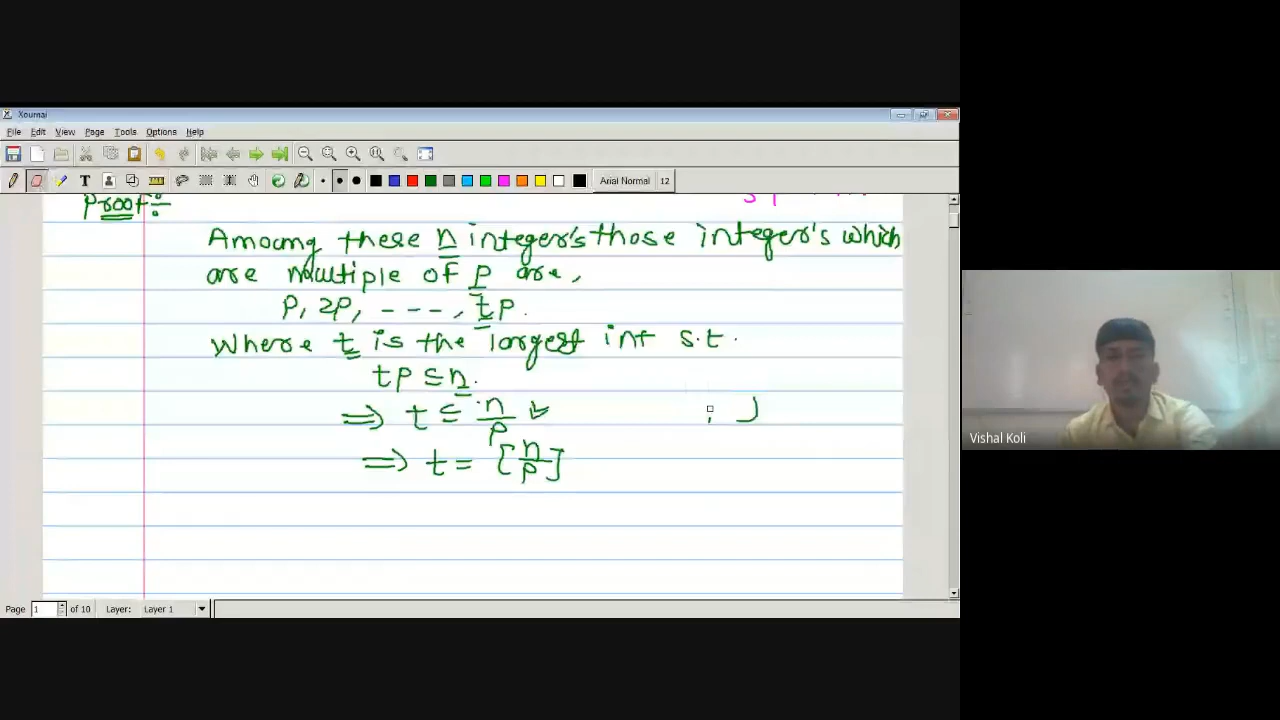 Xournal
File Edit View Page Tools Options Help
Arial Normal 12
Proof:
Among these n integer's those integer's which
are multiple of p are,
p, 2p, - - - , tp.
Where t is the largest int s.t.
tp ≤ n.
⇒ t ≤ n/p
⇒ t = [n/p]
Page 1 of 10 Layer: Layer 1
Vishal Koli